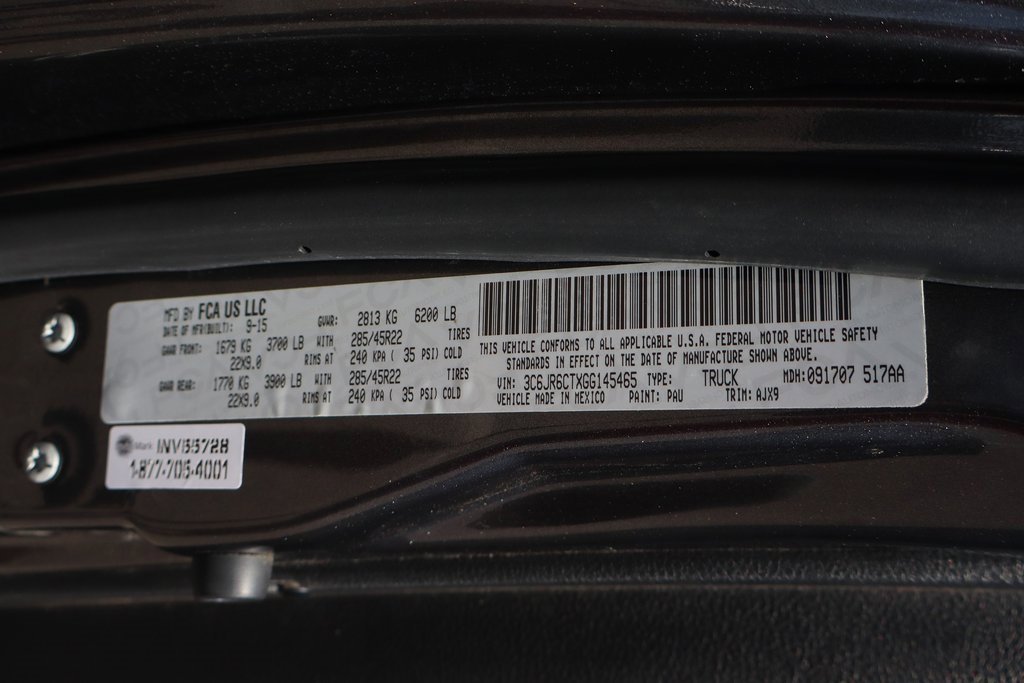 MFD BY FCA US LLC
DATE OF MFR(BUILT): 9-15 GVWR: 2813 KG 6200 LB
GAWR FRONT: 1679 KG 3700 LB WITH 285/45R22 TIRES
22X9.0 RIMS AT 240 KPA ( 35 PSI) COLD
GAWR REAR: 1770 KG 3900 LB WITH 285/45R22 TIRES
22X9.0 RIMS AT 240 KPA ( 35 PSI) COLD
THIS VEHICLE CONFORMS TO ALL APPLICABLE U.S.A. FEDERAL MOTOR VEHICLE SAFETY
STANDARDS IN EFFECT ON THE DATE OF MANUFACTURE SHOWN ABOVE.
VIN: 3C6JR6CTXGG145465 TYPE: TRUCK MDH: 091707 517AA
VEHICLE MADE IN MEXICO PAINT: PAU TRIM: AJX9
Mark
1-877-705-4001